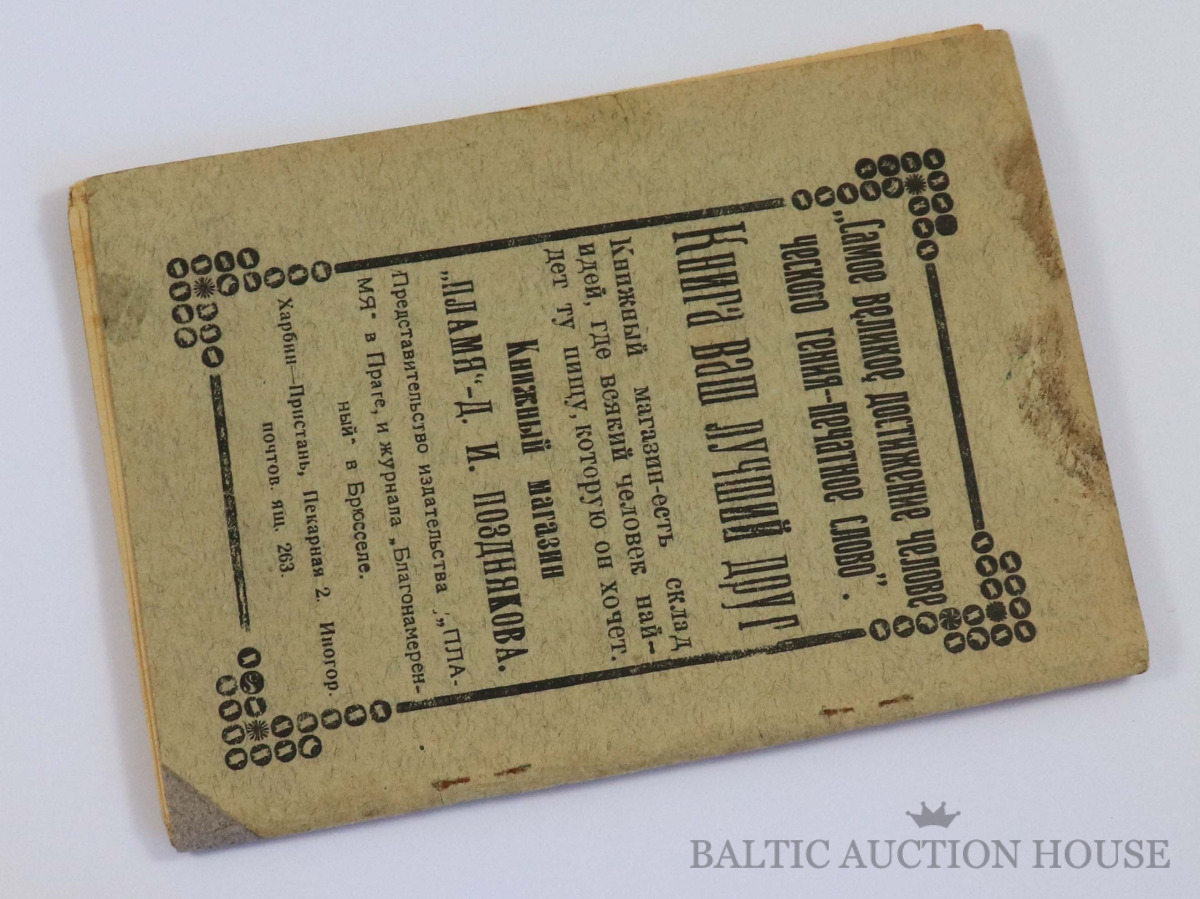 „Самое великое достижение челове
ческого гения-печатное слово”.
Книга ваш лучший друг
Книжный магазин-есть склад
идей, где всякий человек най-
дет ту пищу, которую он хочет.
Книжный магазин
„ПЛАМЯ“-Д. И. ПОЗДНЯКОВА.
Представительство издательства „ПЛА-
МЯ“ в Праге, и журнала „Благонамерен-
ный“ в Брюсселе.
Харбин—Пристань, Пекарная 2. Иногор.
почтов. ящ. 263.
BALTIC AUCTION HOUSE